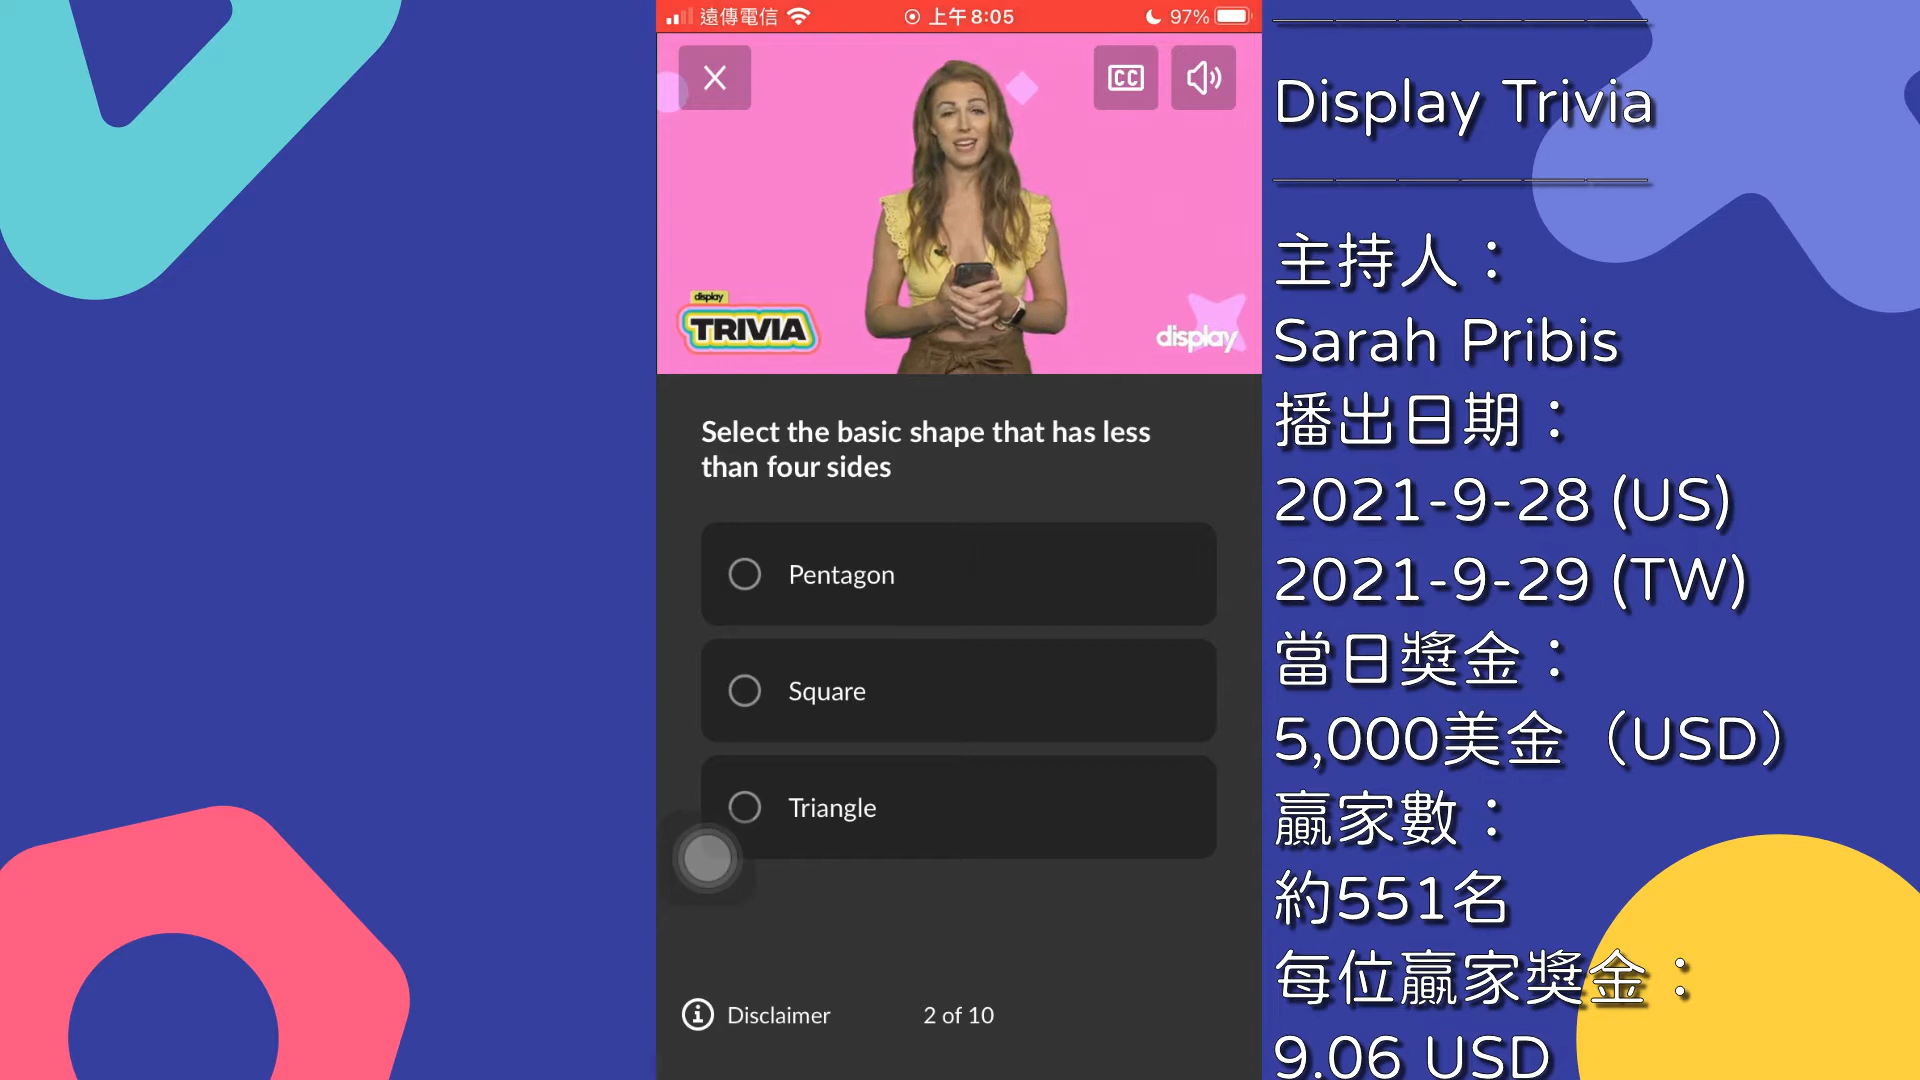 遠傳電信
上午8:05
97%
CC
display
TRIVIA
display
Select the basic shape that has less
than four sides
Pentagon
Square
Triangle
Disclaimer
2 of 10
Display Trivia
主持人：
Sarah Pribis
播出日期：
2021-9-28 (US)
2021-9-29 (TW)
當日獎金：
5,000美金（USD）
贏家數：
約551名
每位贏家獎金：
9.06 USD